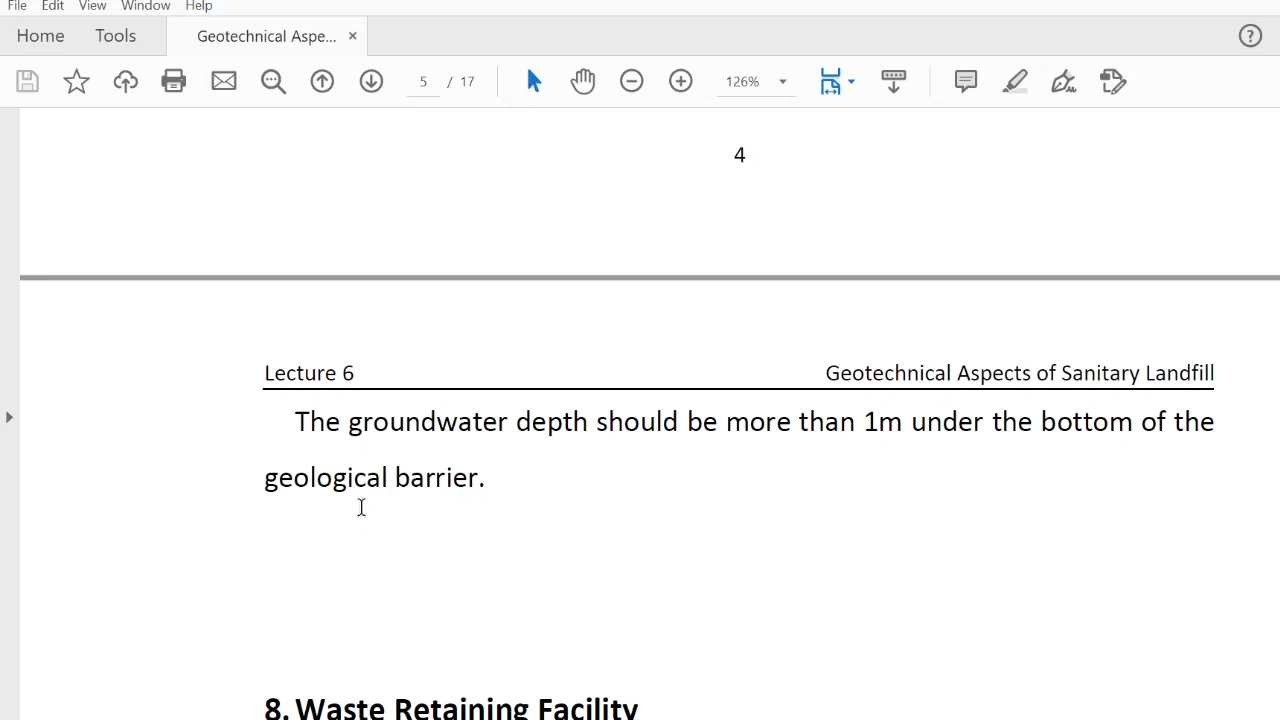 File Edit View Window Help
Home Tools Geotechnical Aspe... ×
5 / 17 126%
4
Lecture 6 Geotechnical Aspects of Sanitary Landfill
The groundwater depth should be more than 1m under the bottom of the
geological barrier.
8. Waste Retaining Facility